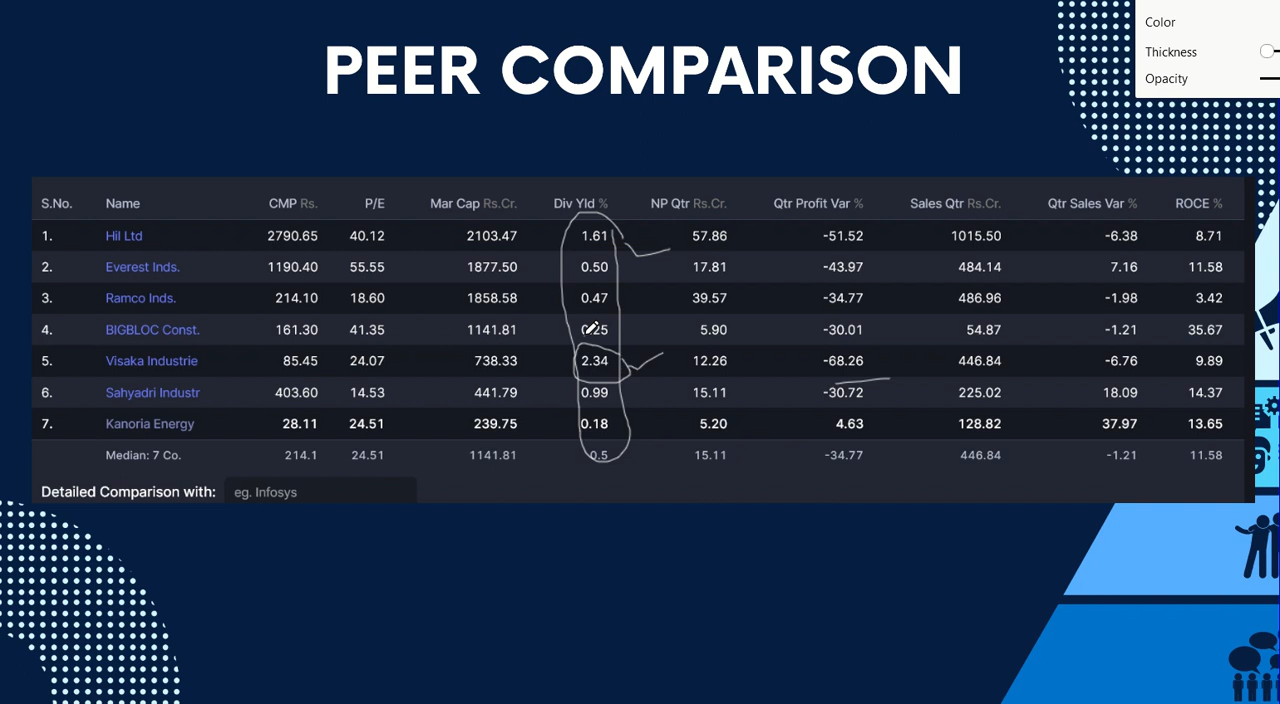 Color
Thickness
Opacity
PEER COMPARISON
S.No. Name CMP Rs. P/E Mar Cap Rs.Cr. Div Yld % NP Qtr Rs.Cr. Qtr Profit Var % Sales Qtr Rs.Cr. Qtr Sales Var % ROCE %
1. Hil Ltd 2790.65 40.12 2103.47 1.61 57.86 -51.52 1015.50 -6.38 8.71
2. Everest Inds. 1190.40 55.55 1877.50 0.50 17.81 -43.97 484.14 7.16 11.58
3. Ramco Inds. 214.10 18.60 1858.58 0.47 39.57 -34.77 486.96 -1.98 3.42
4. BIGBLOC Const. 161.30 41.35 1141.81 5.90 -30.01 54.87 -1.21 35.67
5. Visaka Industrie 85.45 24.07 738.33 2.34 12.26 -68.26 446.84 -6.76 9.89
6. Sahyadri Industr 403.60 14.53 441.79 0.99 15.11 -30.72 225.02 18.09 14.37
7. Kanoria Energy 28.11 24.51 239.75 0.18 5.20 4.63 128.82 37.97 13.65
Median: 7 Co. 214.1 24.51 1141.81 0.5 15.11 -34.77 446.84 -1.21 11.58
Detailed Comparison with: eg. Infosys